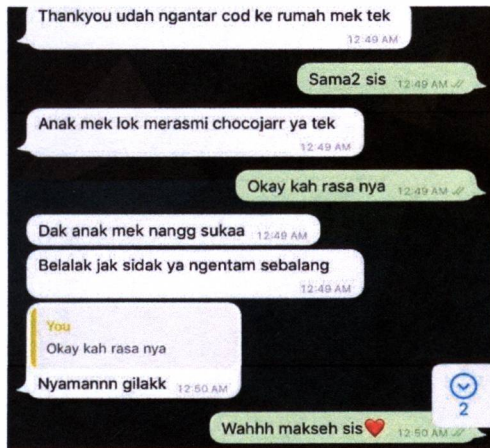 Thankyou udah ngantar cod ke rumah mek tek
12:49 AM
Sama2 sis 12:49 AM
Anak mek lok merasmi chocojarr ya tek
12:49 AM
Okay kah rasa nya 12:49 AM
Dak anak mek nangg sukaa 12:49 AM
Belalak jak sidak ya ngentam sebalang
12:49 AM
You
Okay kah rasa nya
Nyamannn gilakk 12:50 AM
2
Wahhh makseh sis❤️ 12:50 AM